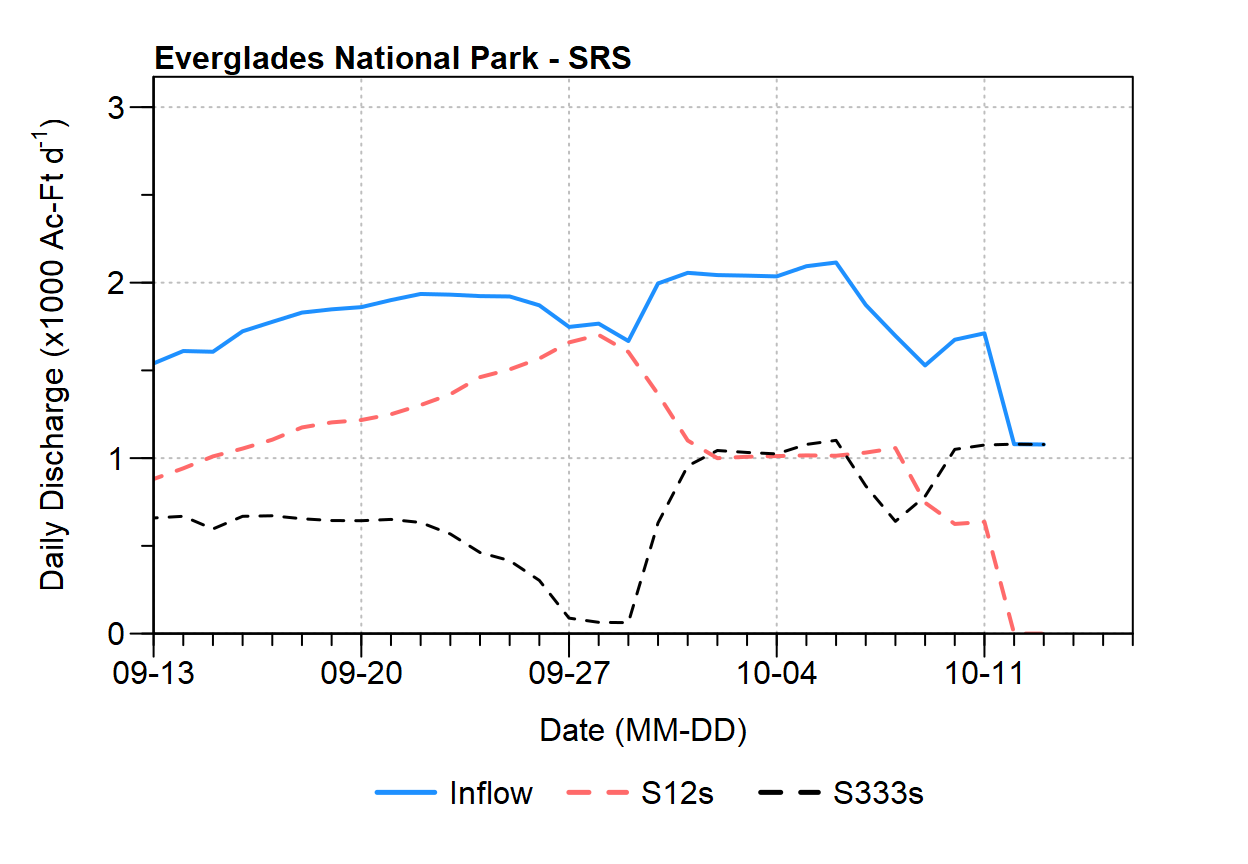 Everglades National Park - SRS
Daily Discharge (x1000 Ac-Ft d⁻¹)
3
2
1
0
09-13 09-20 09-27 10-04 10-11
Date (MM-DD)
Inflow S12s S333s